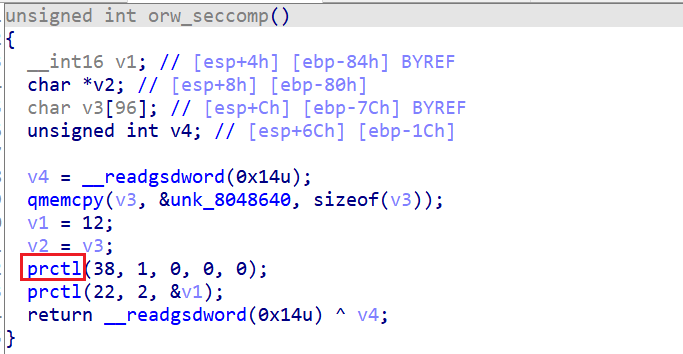 unsigned int orw_seccomp()
{
__int16 v1; // [esp+4h] [ebp-84h] BYREF
char *v2; // [esp+8h] [ebp-80h]
char v3[96]; // [esp+Ch] [ebp-7Ch] BYREF
unsigned int v4; // [esp+6Ch] [ebp-1Ch]
v4 = __readgsdword(0x14u);
qmemcpy(v3, &unk_8048640, sizeof(v3));
v1 = 12;
v2 = v3;
prctl(38, 1, 0, 0, 0);
prctl(22, 2, &v1);
return __readgsdword(0x14u) ^ v4;
}